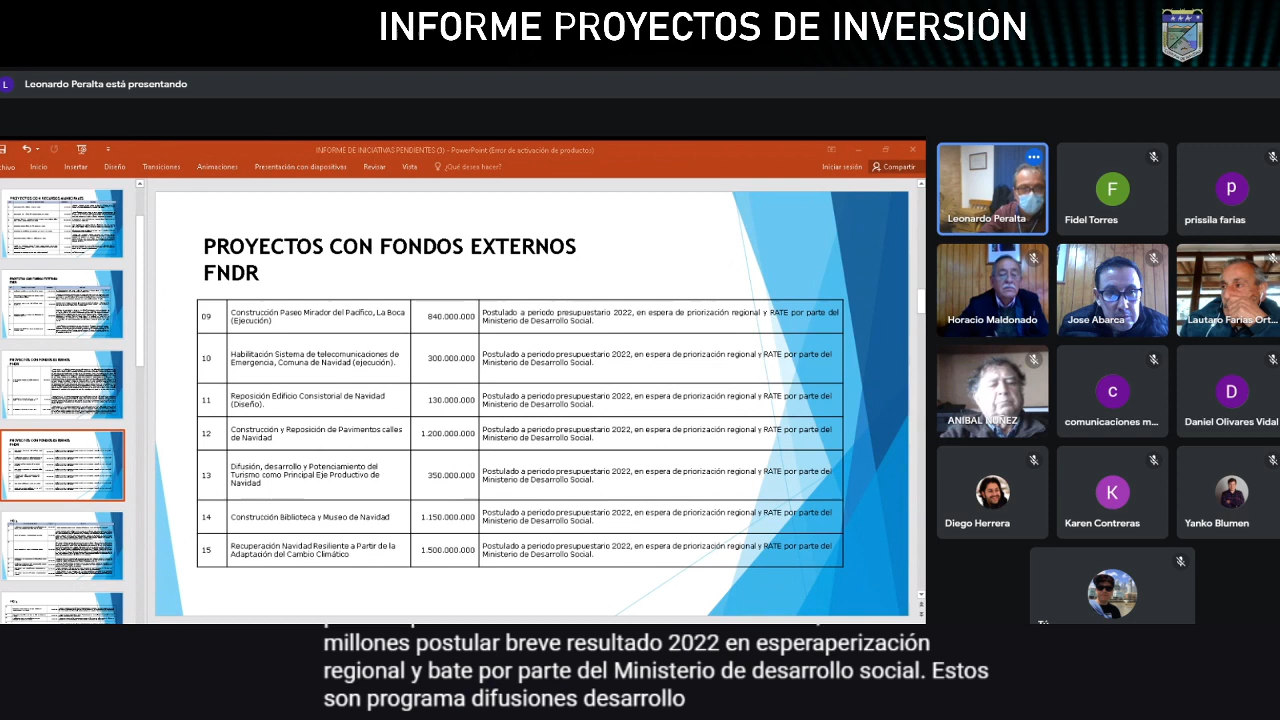 INFORME PROYECTOS DE INVERSIÓN
L
Leonardo Peralta está presentando
INFORME DE INICIATIVAS PENDIENTES (3) - PowerPoint (Error de activación de productos)
Inicio Insertar Diseño Transiciones Animaciones Presentación con diapositivas Revisar Vista ¿Qué desea hacer? Iniciar sesión Compartir
PROYECTOS CON FONDOS EXTERNOS
FNDR
09 Construcción Paseo Mirador del Pacífico, La Boca (Ejecución) 840.000.000 Postulado a periodo presupuestario 2022, en espera de priorización regional y RATE por parte del Ministerio de Desarrollo Social.
10 Habilitación Sistema de telecomunicaciones de Emergencia, Comuna de Navidad (ejecución). 300.000.000 Postulado a periodo presupuestario 2022, en espera de priorización regional y RATE por parte del Ministerio de Desarrollo Social.
11 Reposición Edificio Consistorial de Navidad (Diseño). 130.000.000 Postulado a periodo presupuestario 2022, en espera de priorización regional y RATE por parte del Ministerio de Desarrollo Social.
12 Construcción y Reposición de Pavimentos calles de Navidad 1.200.000.000 Postulado a periodo presupuestario 2022, en espera de priorización regional y RATE por parte del Ministerio de Desarrollo Social.
13 Difusión, desarrollo y Potenciamiento del Turismo como Principal Eje Productivo de Navidad 350.000.000 Postulado a periodo presupuestario 2022, en espera de priorización regional y RATE por parte del Ministerio de Desarrollo Social.
14 Construcción Biblioteca y Museo de Navidad 1.150.000.000 Postulado a periodo presupuestario 2022, en espera de priorización regional y RATE por parte del Ministerio de Desarrollo Social.
15 Recuperación Navidad Resiliente a Partir de la Adaptación del Cambio Climático 1.500.000.000 Postulado a periodo presupuestario 2022, en espera de priorización regional y RATE por parte del Ministerio de Desarrollo Social.
Leonardo Peralta
F
Fidel Torres
p
prissila farias
Horacio Maldonado
Jose Abarca
Lautaro Farías Ort...
ANIBAL NÚÑEZ
c
comunicaciones m...
D
Daniel Olivares Vidal
Diego Herrera
K
Karen Contreras
Yanko Blumen
millones postular breve resultado 2022 en esperaperización
regional y bate por parte del Ministerio de desarrollo social. Estos
son programa difusiones desarrollo